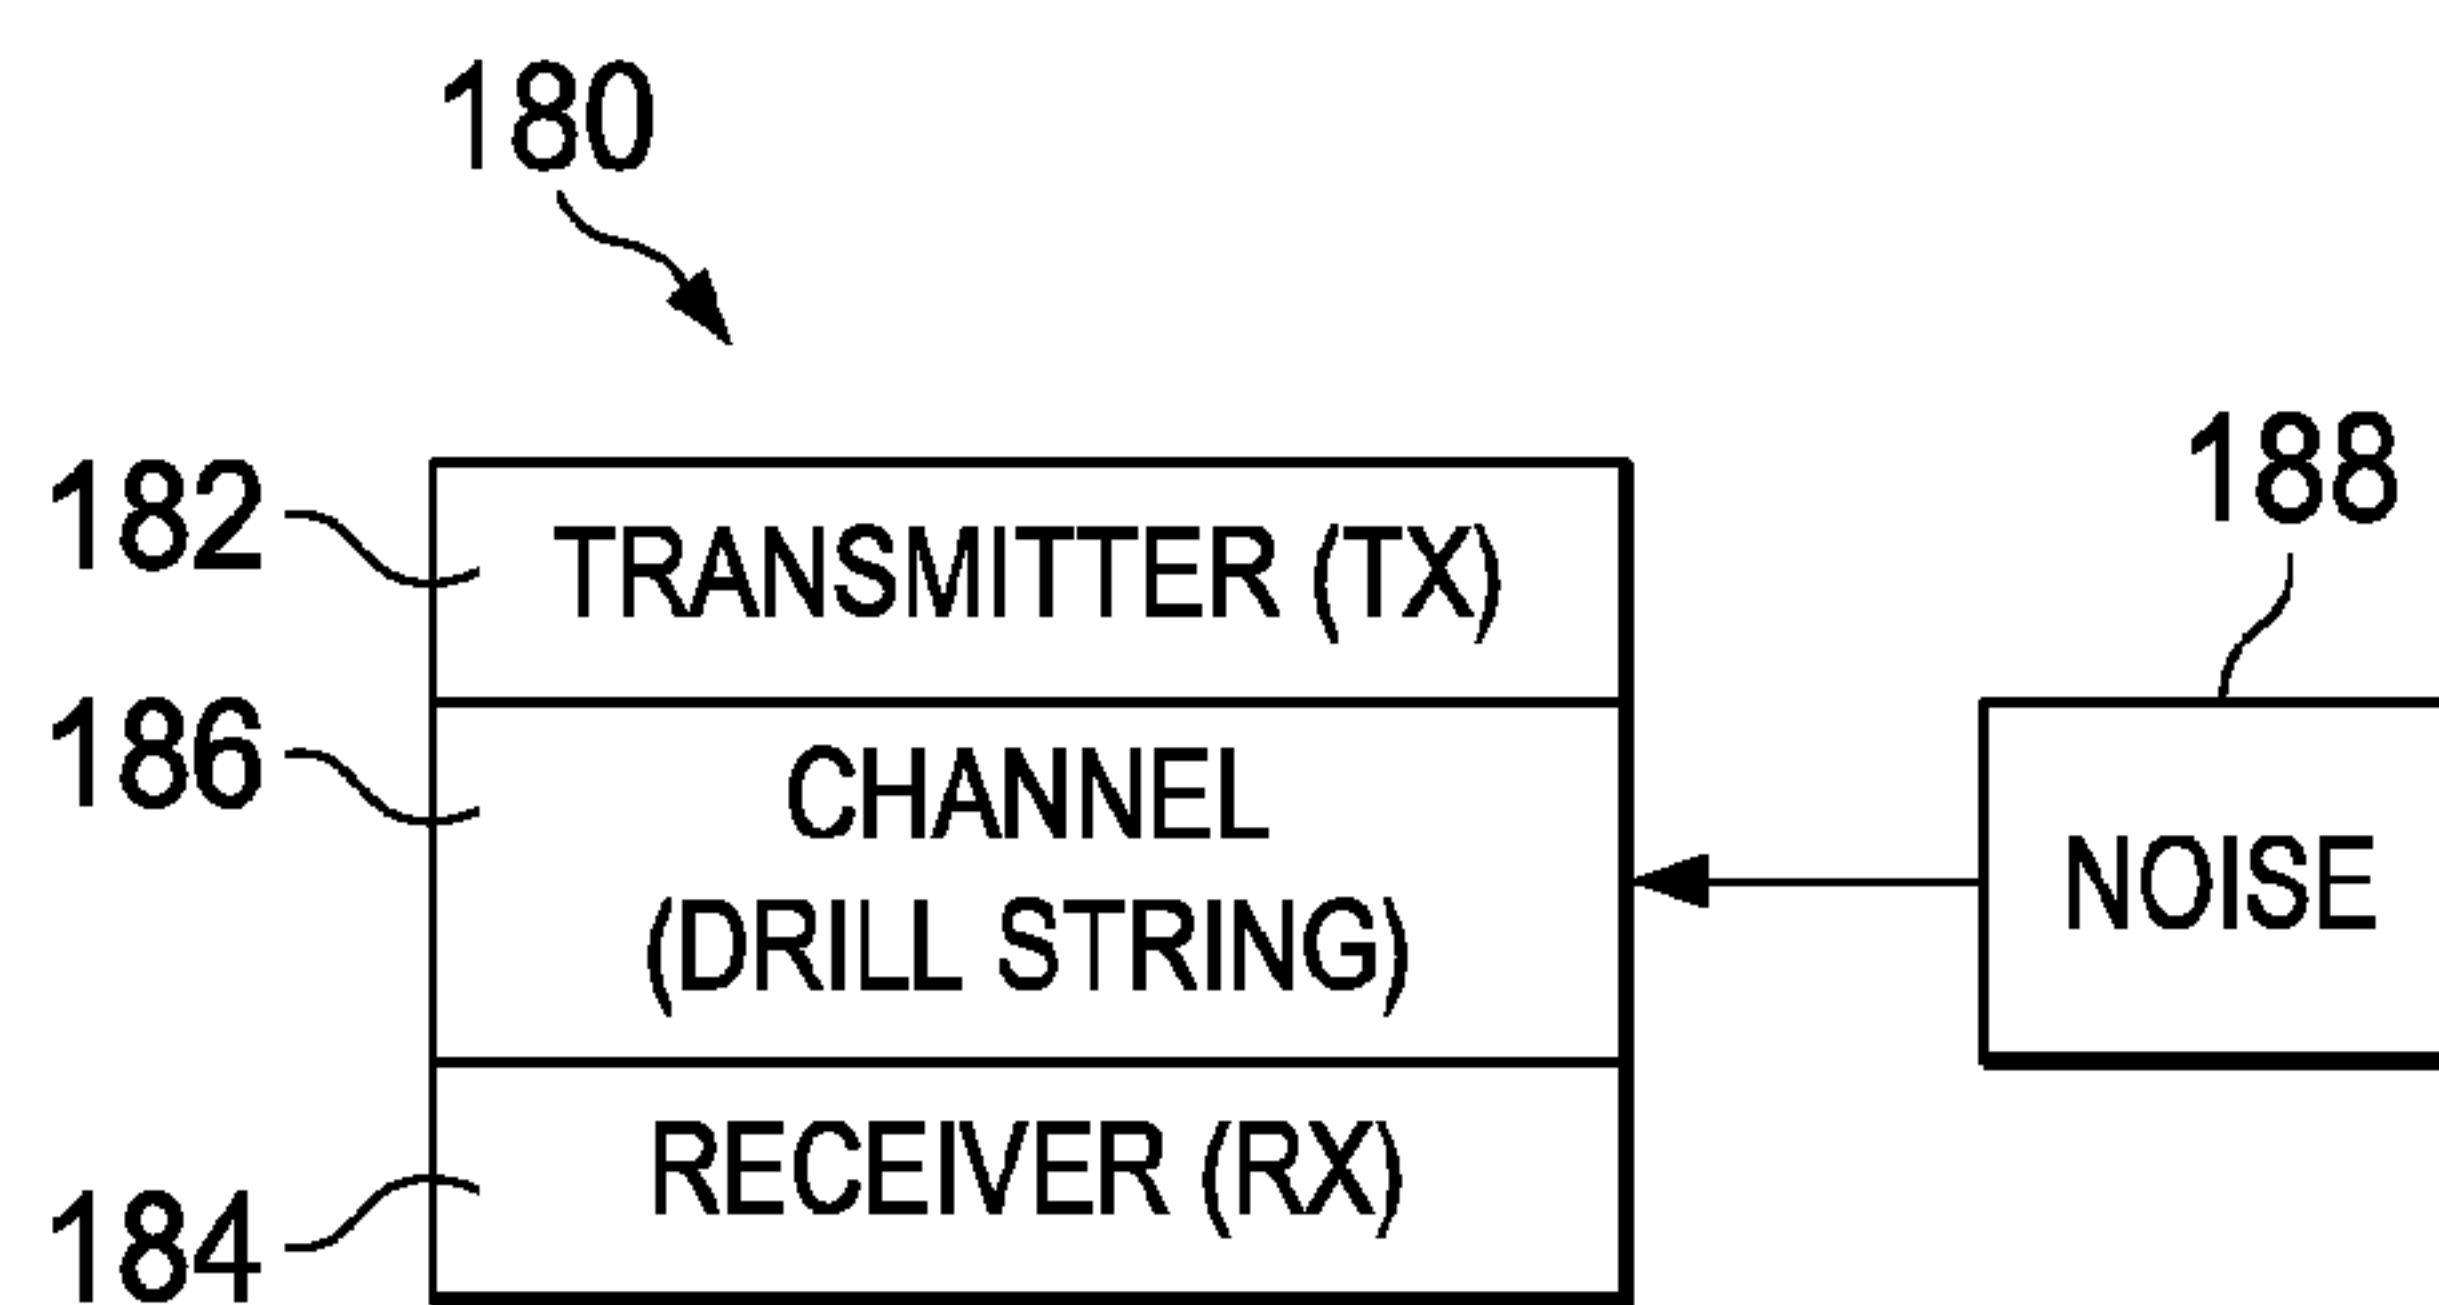 180
188
182
TRANSMITTER (TX)
186
CHANNEL
(DRILL STRING)
NOISE
RECEIVER (RX)
184